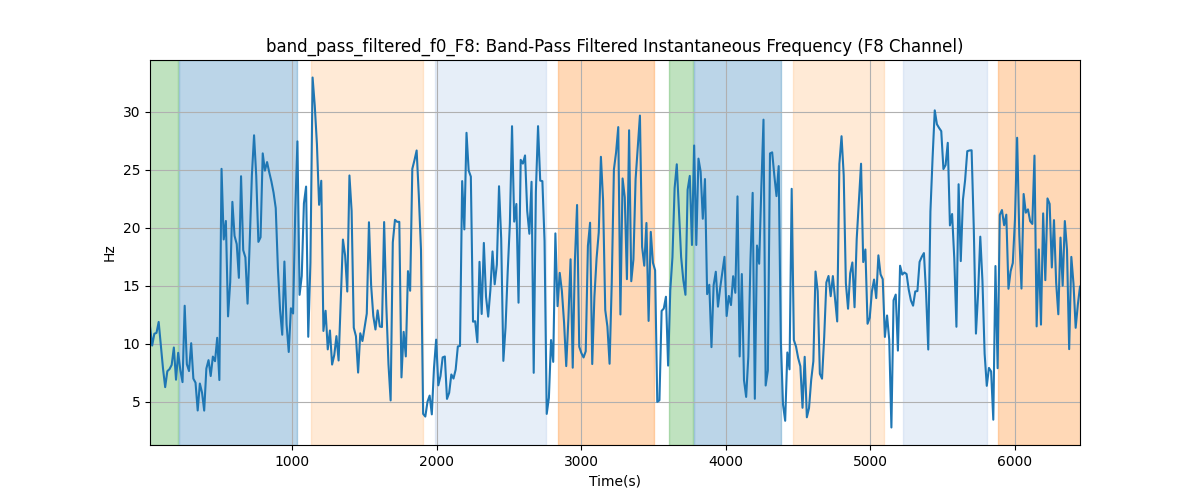 band_pass_filtered_f0_F8: Band-Pass Filtered Instantaneous Frequency (F8 Channel)
30
25
20
15
10
5
Hz
1000 2000 3000 4000 5000 6000
Time(s)